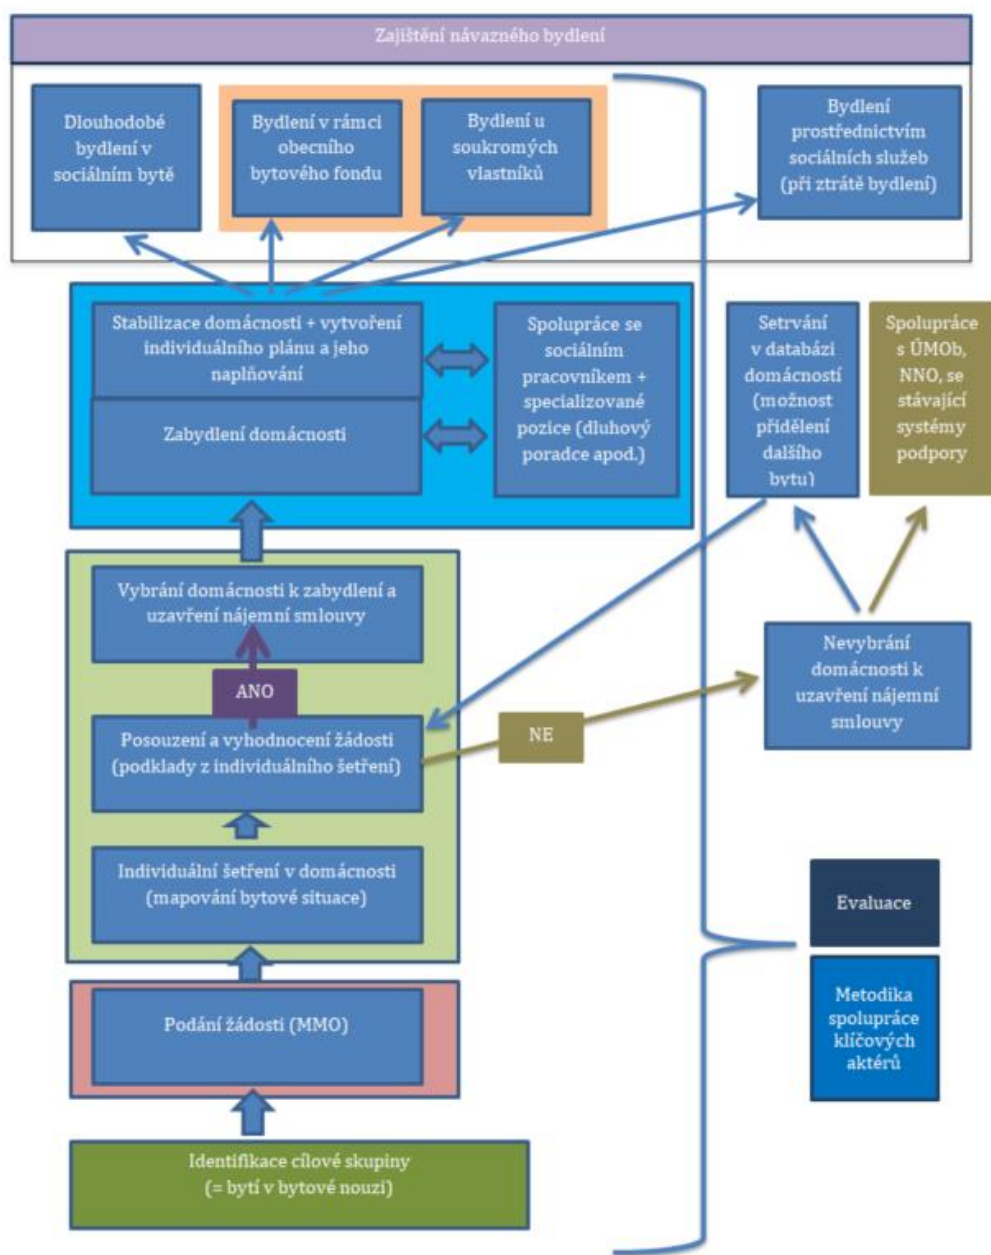 Zajištění návazného bydlení
Dlouhodobé
bydlení v
sociálním bytě
Bydlení v rámci
obecního
bytového fondu
Bydlení u
soukromých
vlastníků
Bydlení
prostřednictvím
sociálních služeb
(při ztrátě bydlení)
Stabilizace domácnosti + vytvoření
individuálního plánu a jeho
naplňování
Zabydlení domácnosti
Spolupráce se
sociálním
pracovníkem +
specializované
pozice (dluhový
poradce apod.)
Setrvání
v databázi
domácností
(možnost
přidělení
dalšího
bytu)
Spolupráce
s ÚMOb,
NNO, se
stávající
systémy
podpory
Vybrání domácnosti k zabydlení a
uzavření nájemní smlouvy
ANO
Posouzení a vyhodnocení žádosti
(podklady z individuálního šetření)
NE
Nevybrání
domácnosti k
uzavření nájemní
smlouvy
Individuální šetření v domácnosti
(mapování bytové situace)
Evaluace
Metodika
spolupráce
klíčových
aktérů
Podání žádosti (MMO)
Identifikace cílové skupiny
(= bytí v bytové nouzi)